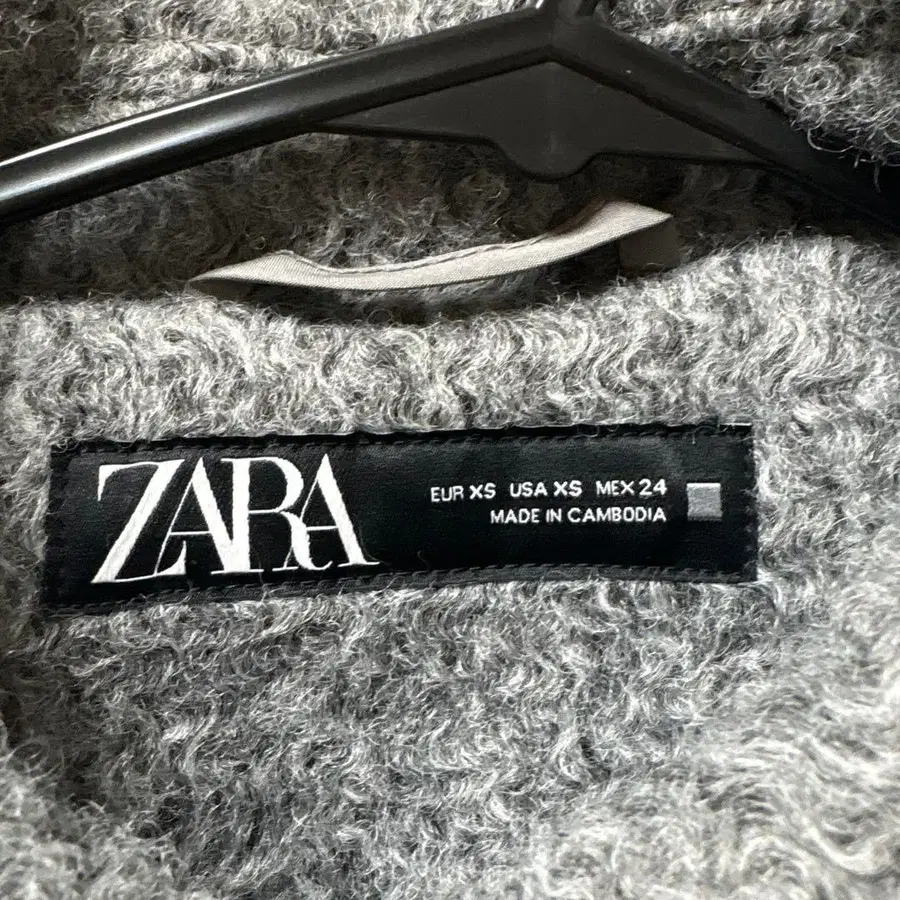 ZARA
EUR XS USA XS MEX 24
MADE IN CAMBODIA